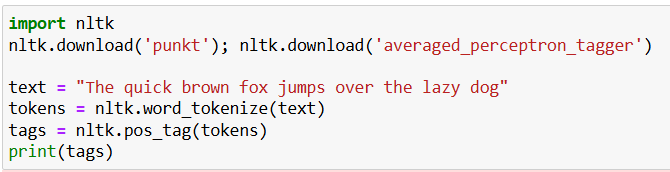 import nltk
nltk.download('punkt'); nltk.download('averaged_perceptron_tagger')
text = "The quick brown fox jumps over the lazy dog"
tokens = nltk.word_tokenize(text)
tags = nltk.pos_tag(tokens)
print(tags)